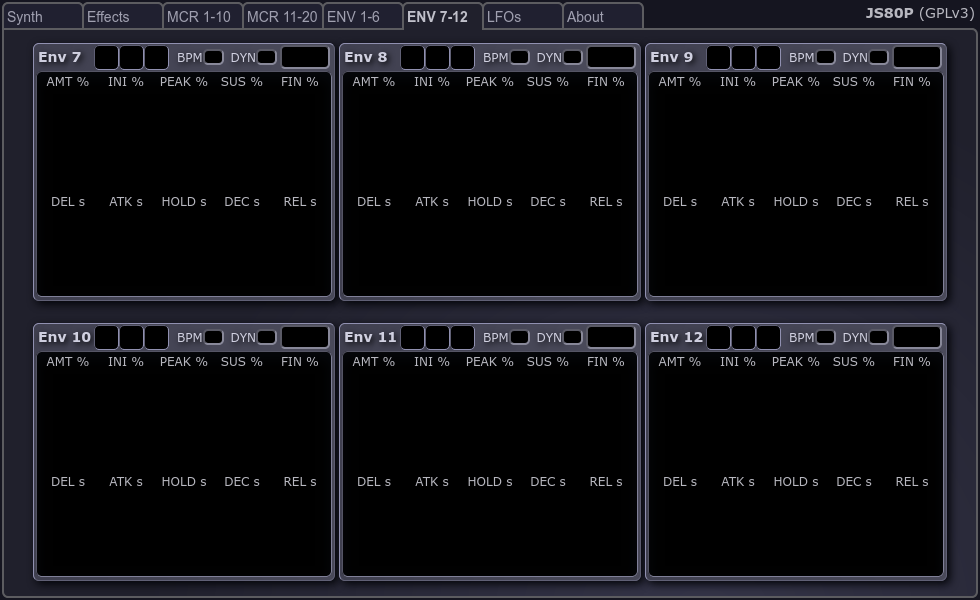 Synth Effects MCR 1-10 MCR 11-20 ENV 1-6 ENV 7-12 LFOs About JS80P (GPLv3)
Env 7 BPM DYN Env 8 BPM DYN Env 9 BPM DYN
AMT % INI % PEAK % SUS % FIN % AMT % INI % PEAK % SUS % FIN % AMT % INI % PEAK % SUS % FIN %
DEL s ATK s HOLD s DEC s REL s DEL s ATK s HOLD s DEC s REL s DEL s ATK s HOLD s DEC s REL s
Env 10 BPM DYN Env 11 BPM DYN Env 12 BPM DYN
AMT % INI % PEAK % SUS % FIN % AMT % INI % PEAK % SUS % FIN % AMT % INI % PEAK % SUS % FIN %
DEL s ATK s HOLD s DEC s REL s DEL s ATK s HOLD s DEC s REL s DEL s ATK s HOLD s DEC s REL s